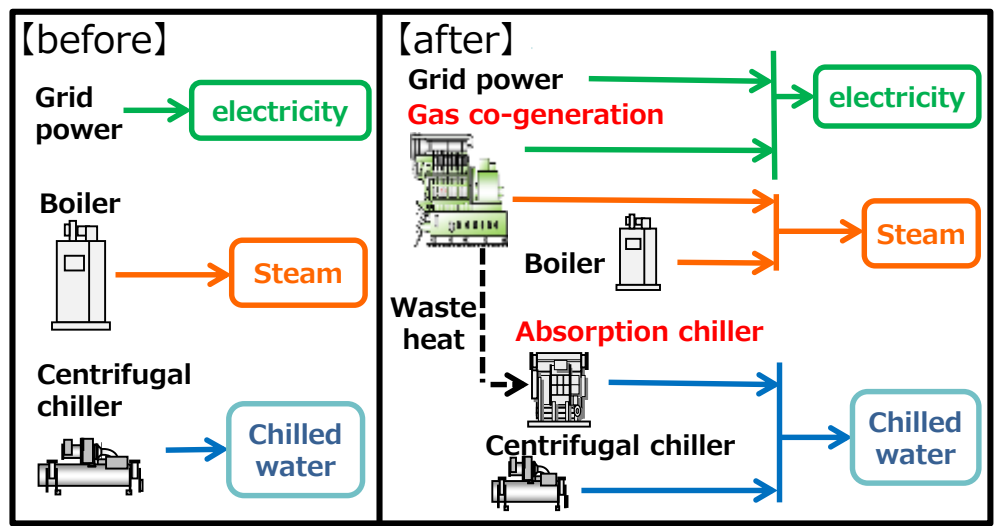 【before】
Grid
power
electricity
Boiler
Steam
Centrifugal
chiller
Chilled
water
【after】
Grid power
Gas co-generation
electricity
Boiler
Steam
Waste
heat
Absorption chiller
Centrifugal chiller
Chilled
water